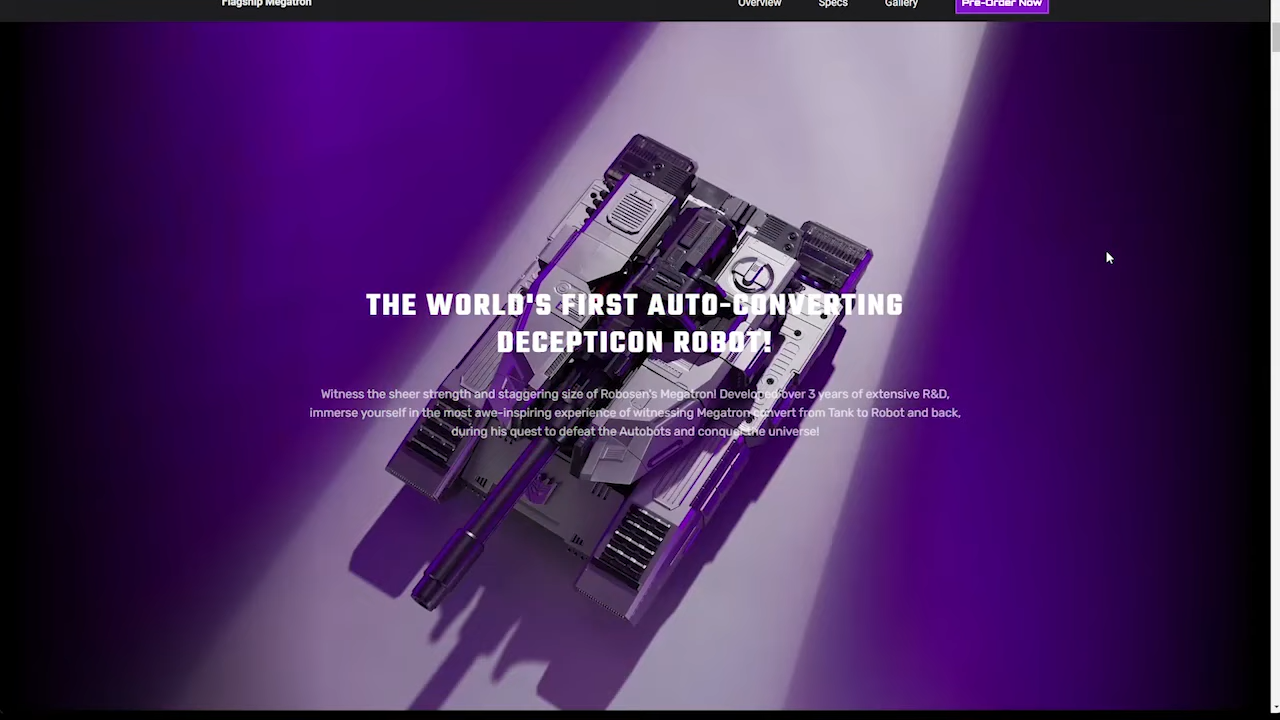 Flagship Megatron
Overview
Specs
Gallery
Pre-Order Now
THE WORLD'S FIRST AUTO-CONVERTING
DECEPTICON ROBOT!
Witness the sheer strength and staggering size of Robosen's Megatron! Developed over 3 years of extensive R&D,
immerse yourself in the most awe-inspiring experience of witnessing Megatron convert from Tank to Robot and back,
during his quest to defeat the Autobots and conquer the universe!